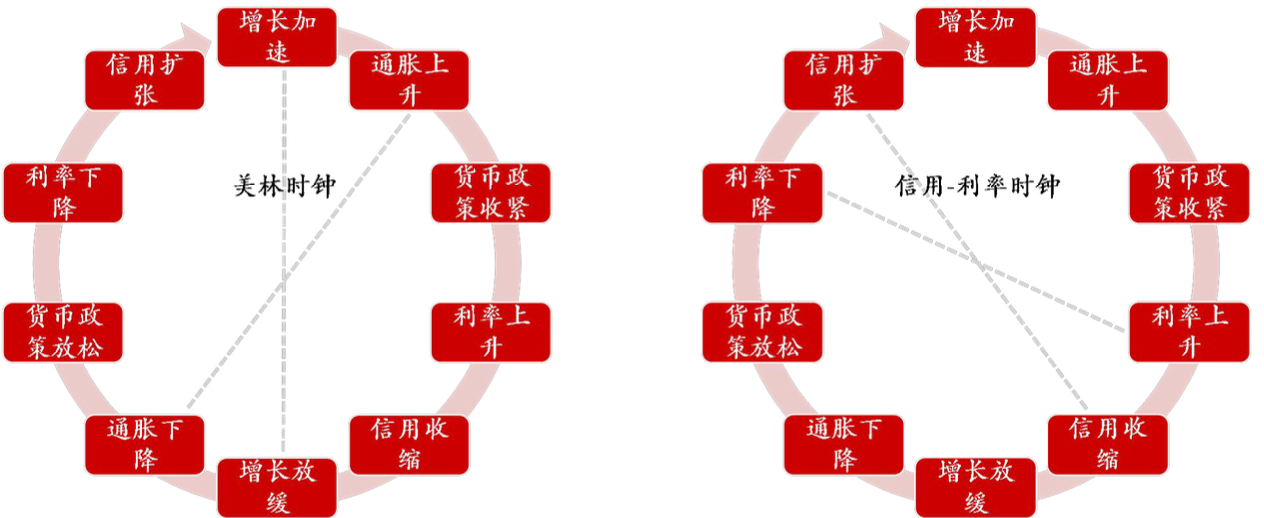 增长加
速
通胀上
升
货币政
策收紧
利率上
升
信用收
缩
增长放
缓
通胀下
降
货币政
策放松
利率下
降
信用扩
张
美林时钟
增长加
速
通胀上
升
货币政
策收紧
利率上
升
信用收
缩
增长放
缓
通胀下
降
货币政
策放松
利率下
降
信用扩
张
信用-利率时钟